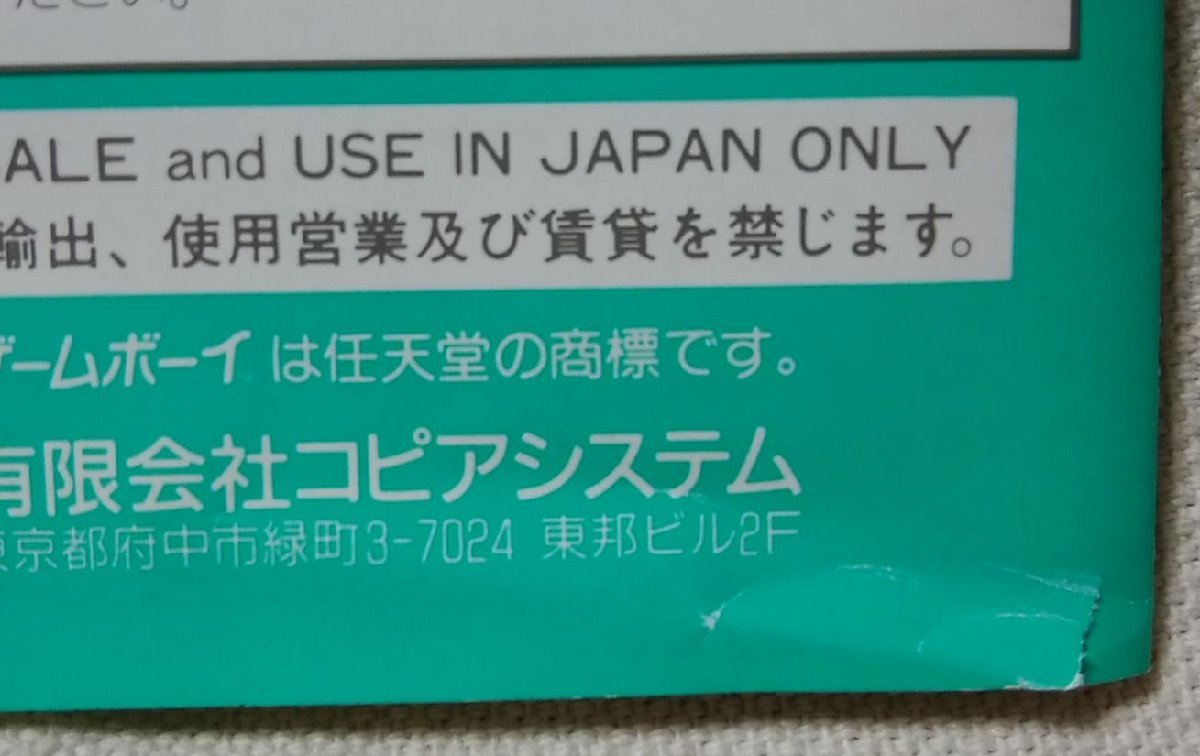 ださい。
ALE and USE IN JAPAN ONLY
輸出、使用営業及び賃貸を禁じます。
ゲームボーイは任天堂の商標です。
有限会社コピアシステム
東京都府中市緑町3-7024 東邦ビル2F